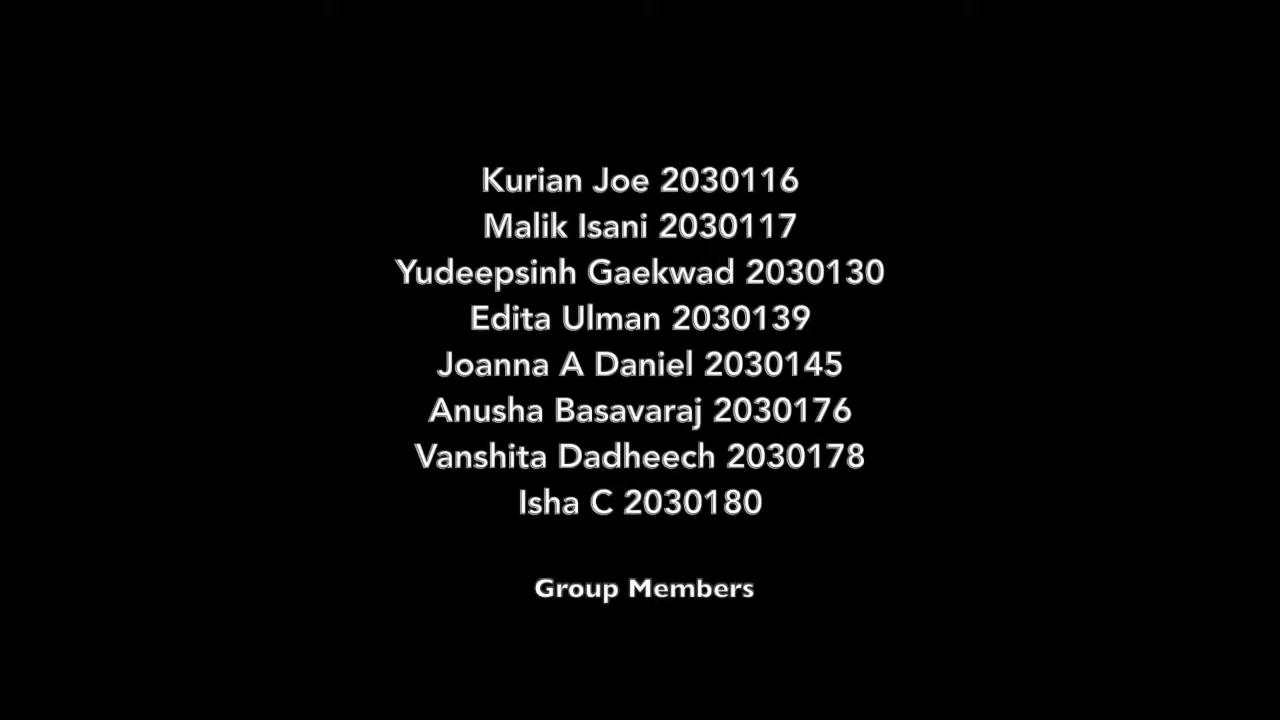 Kurian Joe 2030116
Malik Isani 2030117
Yudeepsinh Gaekwad 2030130
Edita Ulman 2030139
Joanna A Daniel 2030145
Anusha Basavaraj 2030176
Vanshita Dadheech 2030178
Isha C 2030180
Group Members